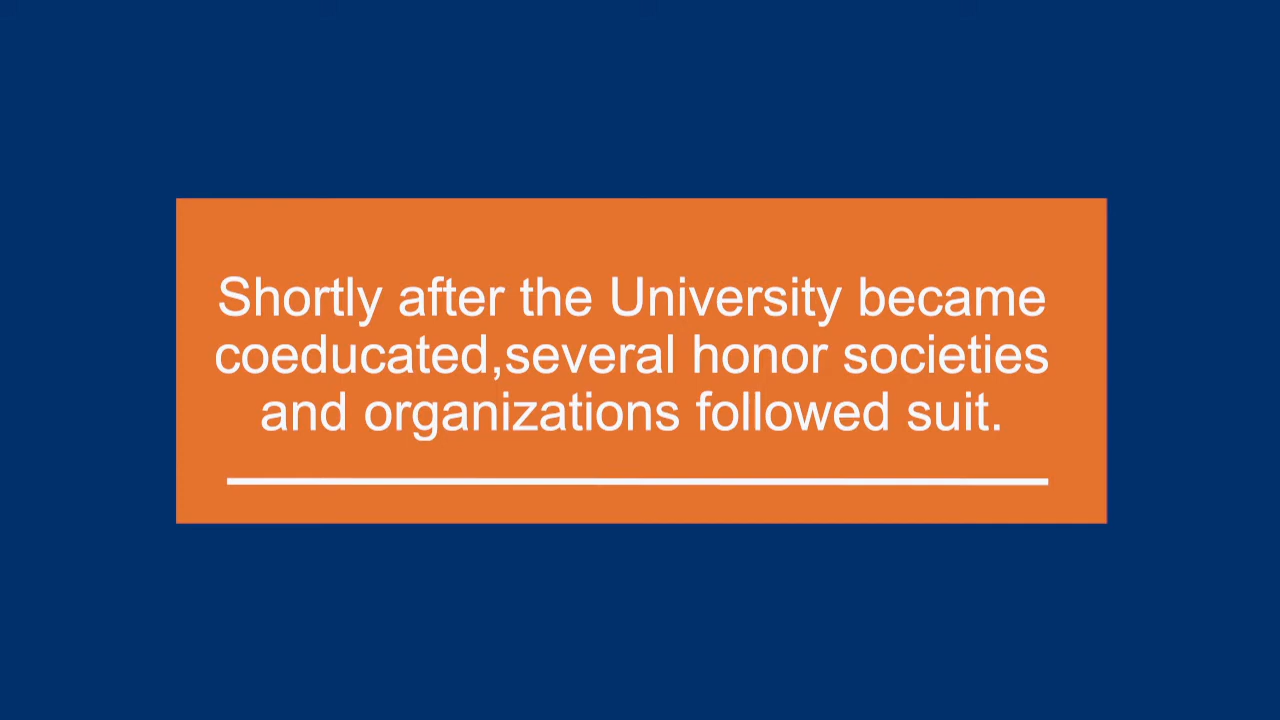 Shortly after the University became
coeducated,several honor societies
and organizations followed suit.